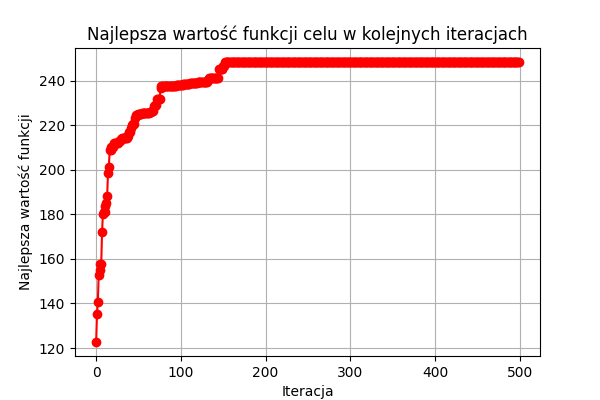 Najlepsza wartość funkcji celu w kolejnych iteracjach
Najlepsza wartość funkcji
240
220
200
180
160
140
120
0 100 200 300 400 500
Iteracja